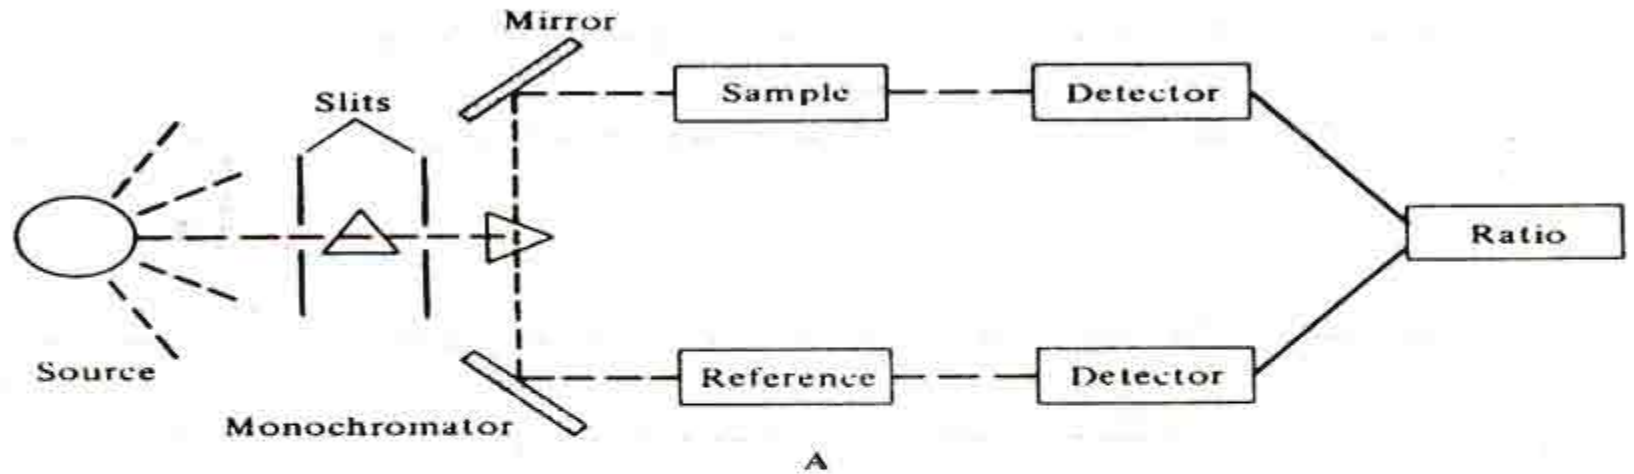 Mirror
Slits
Sample
Detector
Ratio
Source
Reference
Detector
Monochromator
A